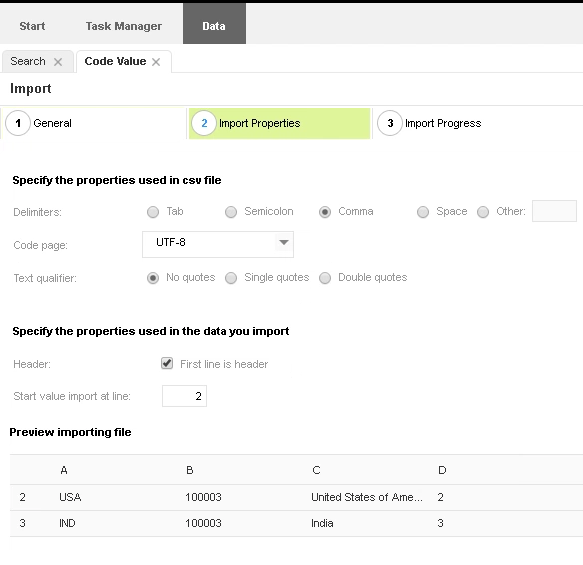 Start Task Manager Data
Search Code Value
Import
1 General 2 Import Properties 3 Import Progress
Specify the properties used in csv file
Delimiters: Tab Semicolon Comma Space Other:
Code page: UTF-8
Text qualifier: No quotes Single quotes Double quotes
Specify the properties used in the data you import
Header: First line is header
Start value import at line: 2
Preview importing file
A B C D
2 USA 100003 United States of Ame... 2
3 IND 100003 India 3